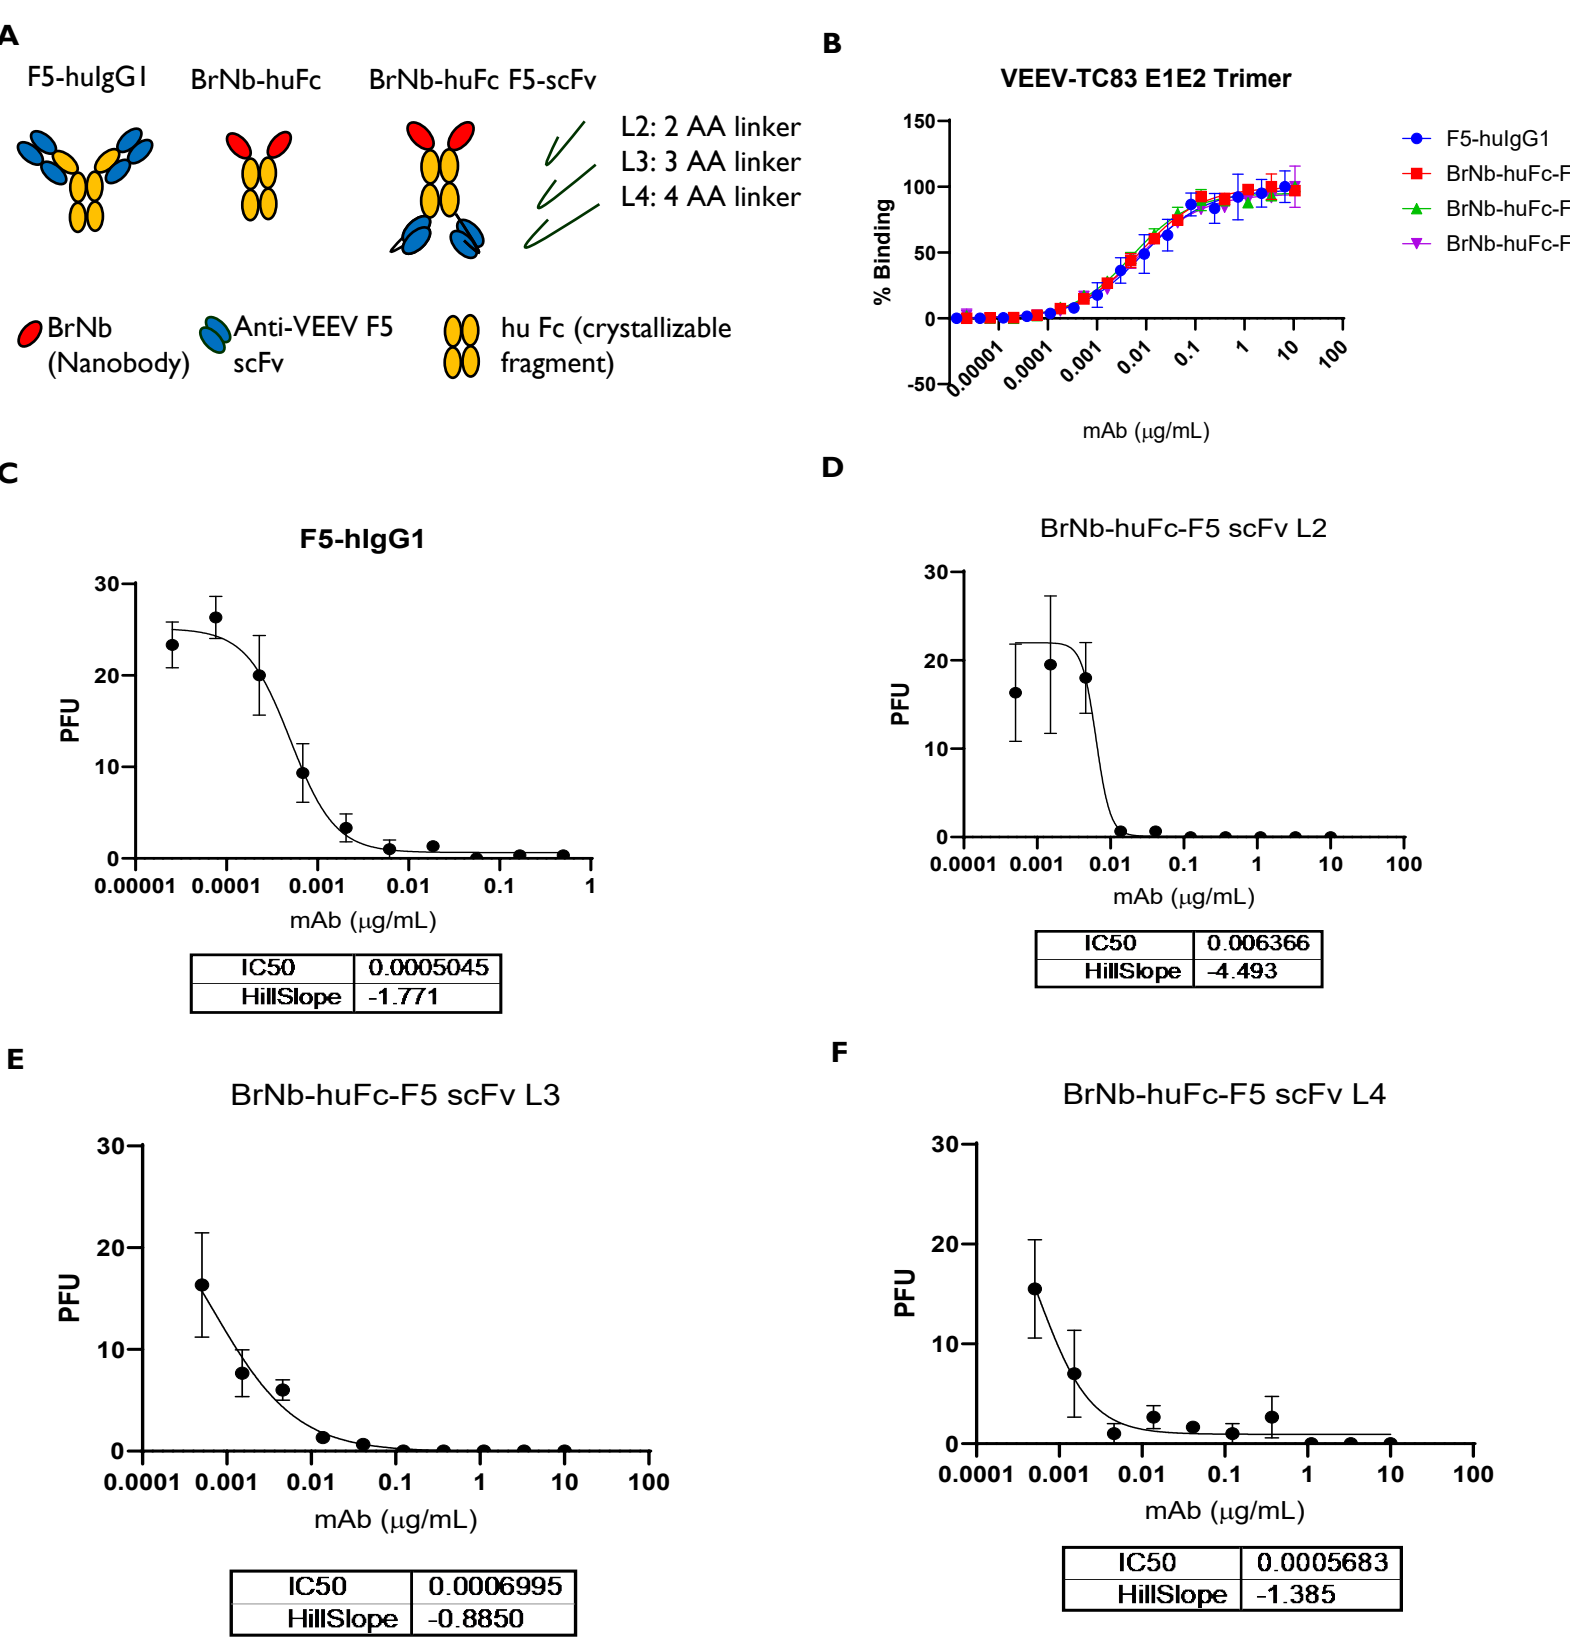 A
F5-huIgG1
BrNb-huFc
BrNb-huFc F5-scFv
L2: 2 AA linker
L3: 3 AA linker
L4: 4 AA linker
BrNb
(Nanobody)
Anti-VEEV F5
scFv
hu Fc (crystallizable
fragment)
B
VEEV-TC83 E1E2 Trimer
150
100
50
0
-50
% Binding
0.00001
0.0001
0.001
0.01
0.1
1
10
100
mAb (µg/mL)
F5-huIgG1
BrNb-huFc-F
BrNb-huFc-F
BrNb-huFc-F
C
F5-hIgG1
30
20
10
0
PFU
0.00001 0.0001 0.001 0.01 0.1 1
mAb (µg/mL)
IC50 0.0005045
HillSlope -1.771
D
BrNb-huFc-F5 scFv L2
30
20
10
0
PFU
0.0001 0.001 0.01 0.1 1 10 100
mAb (µg/mL)
IC50 0.006366
HillSlope -4.493
E
BrNb-huFc-F5 scFv L3
30
20
10
0
PFU
0.0001 0.001 0.01 0.1 1 10 100
mAb (µg/mL)
IC50 0.0006995
HillSlope -0.8850
F
BrNb-huFc-F5 scFv L4
30
20
10
0
PFU
0.0001 0.001 0.01 0.1 1 10 100
mAb (µg/mL)
IC50 0.0005683
HillSlope -1.385